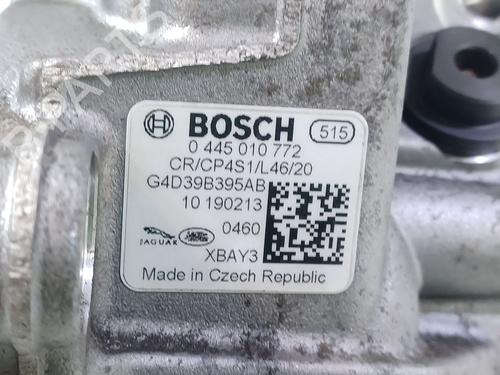 BOSCH 515
0 445 010 772
CR/CP4S1/L46/20
G4D39B395AB
10 190213
0460
JAGUAR
XBAY3
Made in Czech Republic